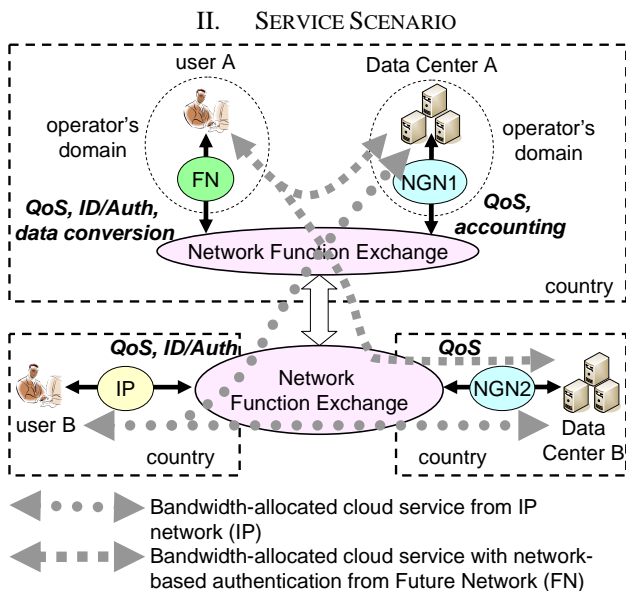 II. SERVICE SCENARIO
user A
Data Center A
operator's
domain
operator's
domain
FN
NGN1
QoS, ID/Auth,
data conversion
QoS,
accounting
Network Function Exchange
country
QoS, ID/Auth
QoS
IP
Network
Function Exchange
NGN2
user B
Data
Center B
country
country
Bandwidth-allocated cloud service from IP
network (IP)
Bandwidth-allocated cloud service with network-
based authentication from Future Network (FN)